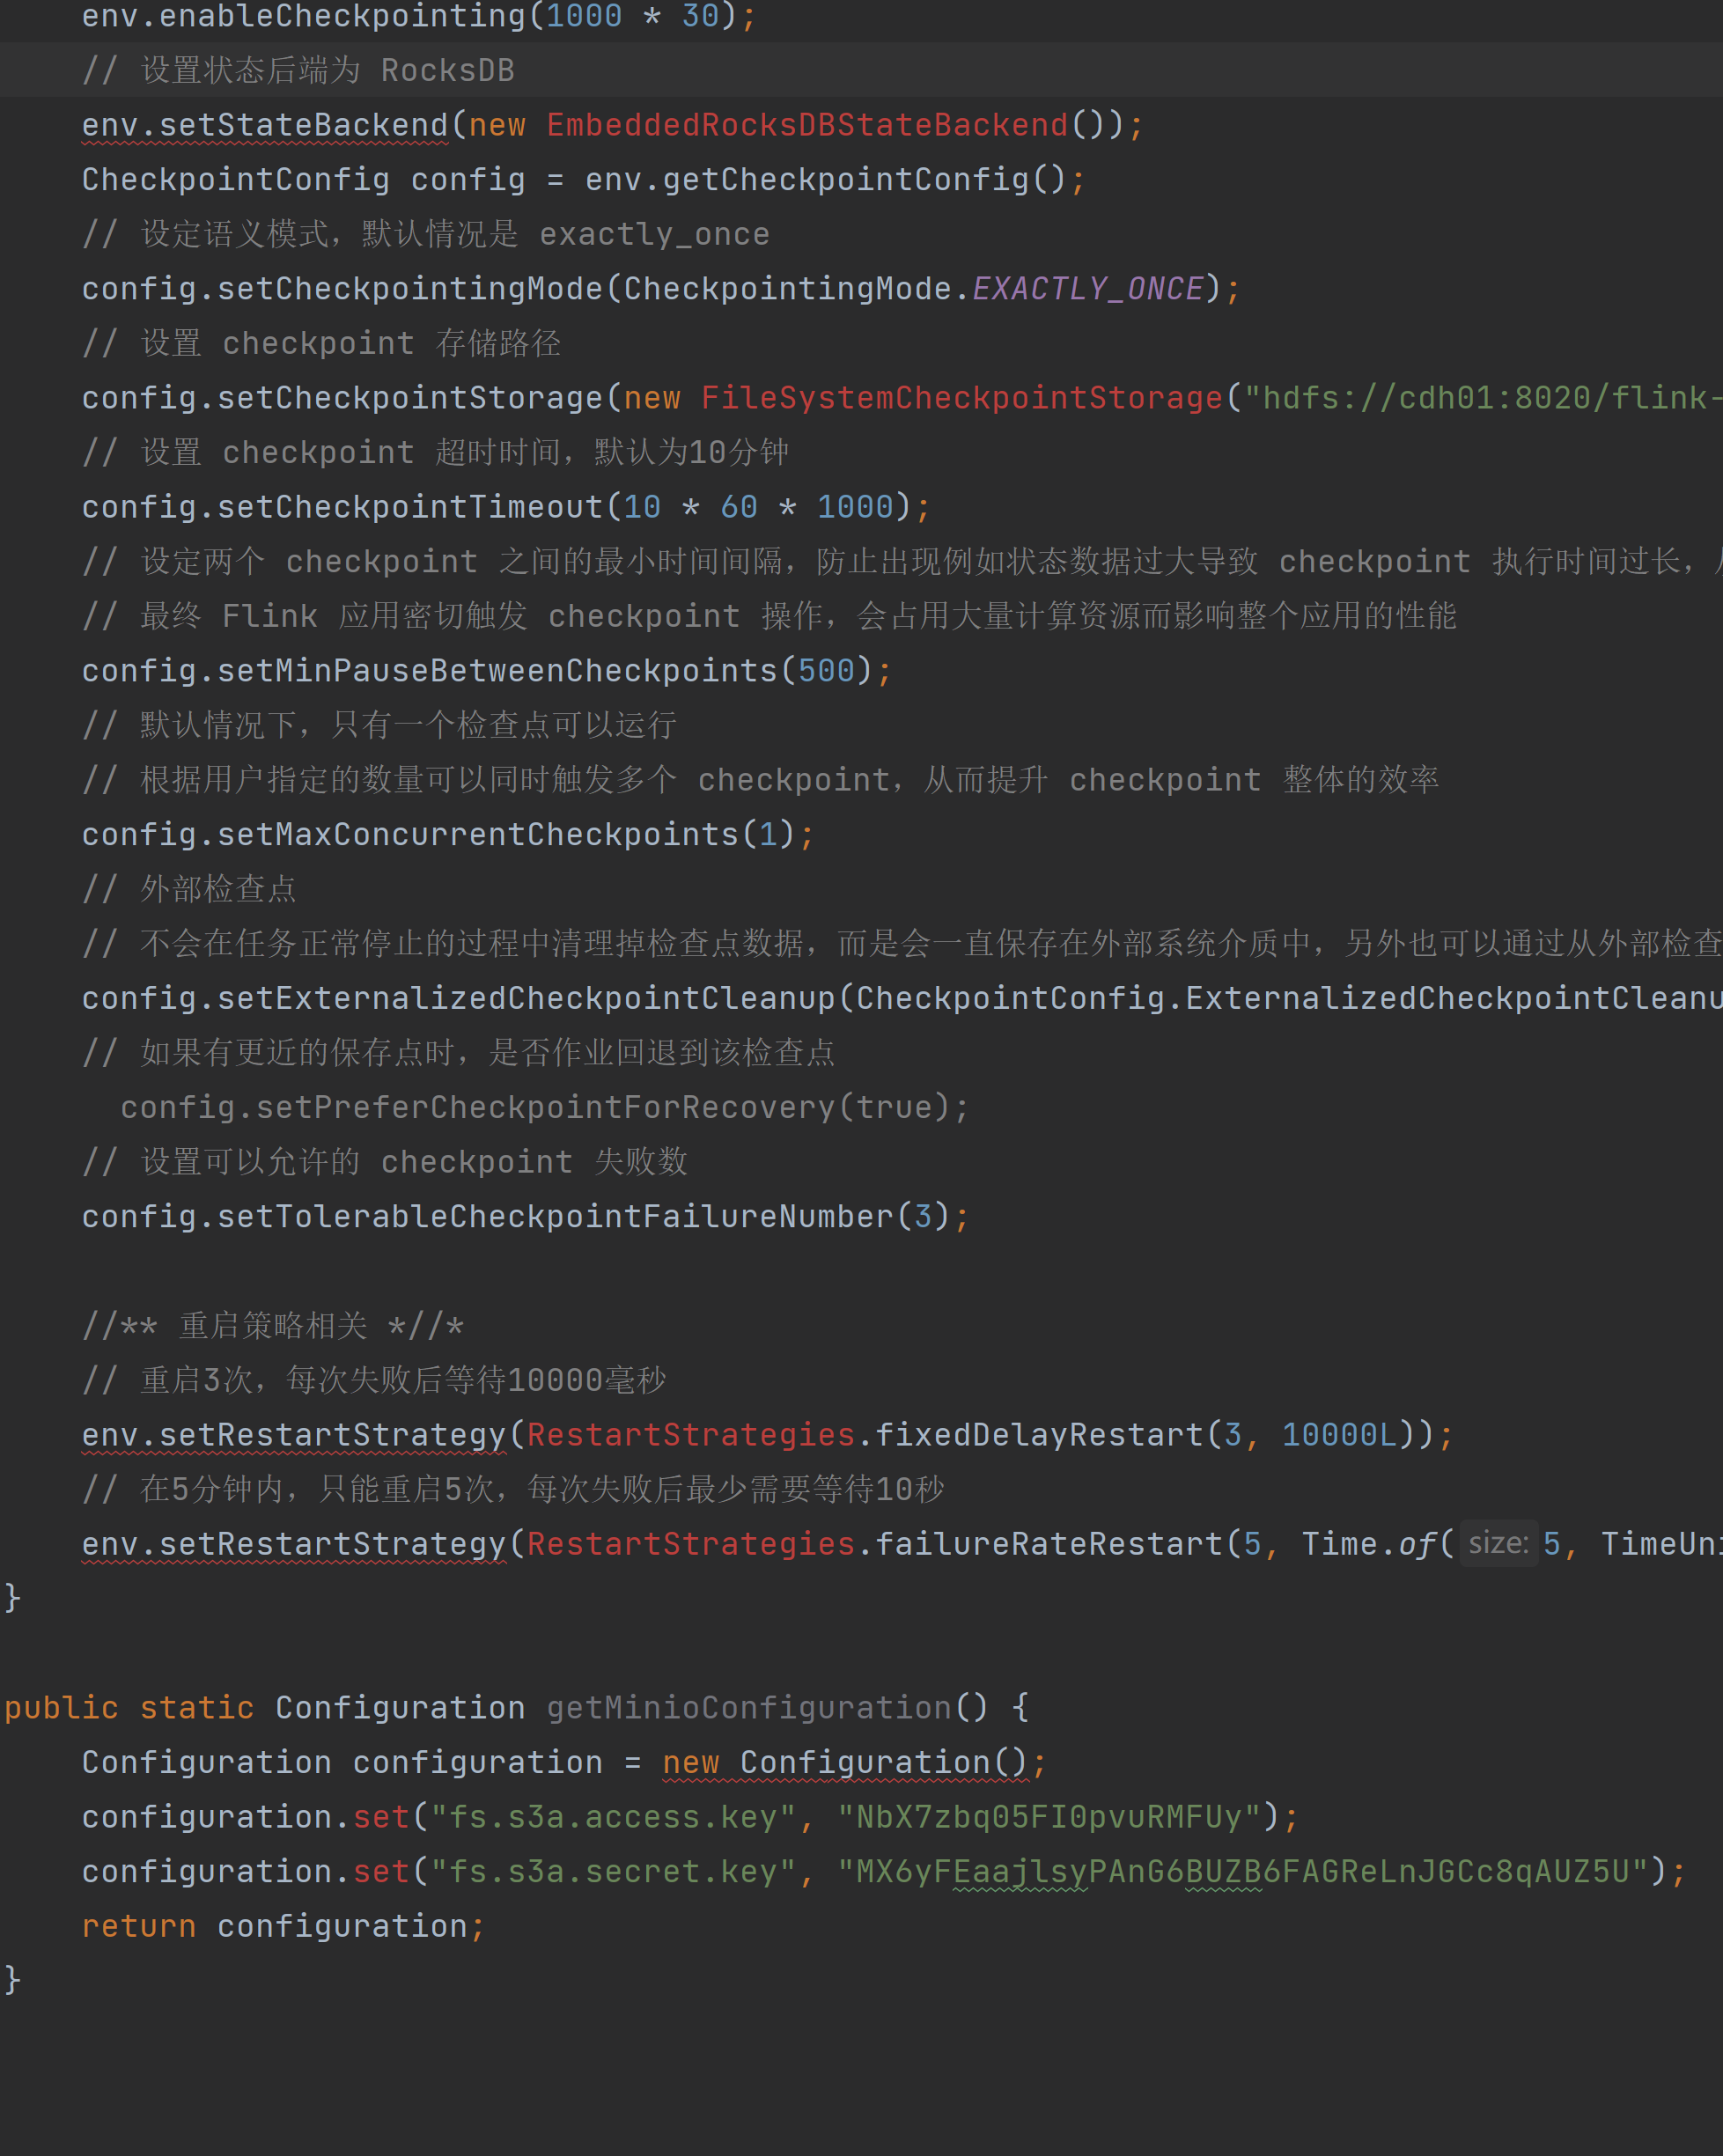 env.enableCheckpointing(1000 * 30);
// 设置状态后端为 RocksDB
env.setStateBackend(new EmbeddedRocksDBStateBackend());
CheckpointConfig config = env.getCheckpointConfig();
// 设定语义模式，默认情况是 exactly_once
config.setCheckpointingMode(CheckpointingMode.EXACTLY_ONCE);
// 设置 checkpoint 存储路径
config.setCheckpointStorage(new FileSystemCheckpointStorage("hdfs://cdh01:8020/flink-
// 设置 checkpoint 超时时间，默认为10分钟
config.setCheckpointTimeout(10 * 60 * 1000);
// 设定两个 checkpoint 之间的最小时间间隔，防止出现例如状态数据过大导致 checkpoint 执行时间过长，
// 最终 Flink 应用密切触发 checkpoint 操作，会占用大量计算资源而影响整个应用的性能
config.setMinPauseBetweenCheckpoints(500);
// 默认情况下，只有一个检查点可以运行
// 根据用户指定的数量可以同时触发多个 checkpoint，从而提升 checkpoint 整体的效率
config.setMaxConcurrentCheckpoints(1);
// 外部检查点
// 不会在任务正常停止的过程中清理掉检查点数据，而是会一直保存在外部系统介质中，另外也可以通过从外部检查
config.setExternalizedCheckpointCleanup(CheckpointConfig.ExternalizedCheckpointCleanu
// 如果有更近的保存点时，是否作业回退到该检查点
config.setPreferCheckpointForRecovery(true);
// 设置可以允许的 checkpoint 失败数
config.setTolerableCheckpointFailureNumber(3);
//** 重启策略相关 *//*
// 重启3次，每次失败后等待10000毫秒
env.setRestartStrategy(RestartStrategies.fixedDelayRestart(3, 10000L));
// 在5分钟内，只能重启5次，每次失败后最少需要等待10秒
env.setRestartStrategy(RestartStrategies.failureRateRestart(5, Time.of( size: 5, TimeUni
}
public static Configuration getMinioConfiguration() {
Configuration configuration = new Configuration();
configuration.set("fs.s3a.access.key", "NbX7zbq05FI0pvuRMFUy");
configuration.set("fs.s3a.secret.key", "MX6yFEaajlsyPAnG6BUZB6FAGReLnJGCc8qAUZ5U");
return configuration;
}